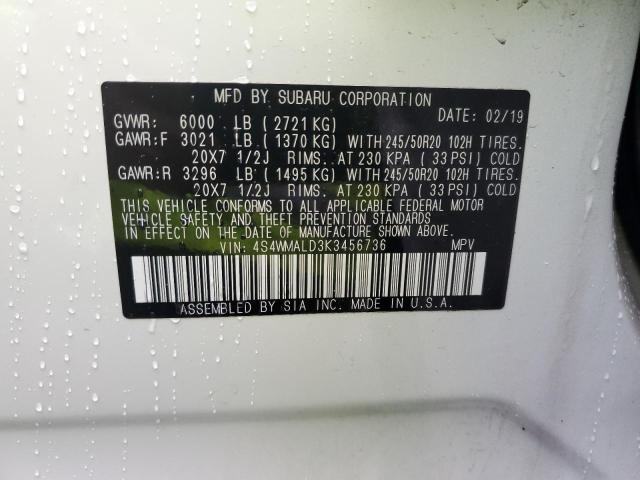 MFD BY SUBARU CORPORATION
GVWR: 6000 LB ( 2721 KG) DATE: 02/19
GAWR:F 3021 LB. ( 1370 KG) WITH 245/50R20 102H TIRES.
20X7 1/2J RIMS. AT 230 KPA ( 33 PSI) COLD
GAWR:R 3296 LB' ( 1495 KG) WITH 245/50R20 102H TIRES.
20X7 1/2J RIMS. AT 230 KPA ( 33 PSI) COLD
THIS VEHICLE CONFORMS TO ALL APPLICABLE FEDERAL MOTOR
VEHICLE SAFETY AND THEFT PREVENTION STANDARDS
IN EFFECT ON THE DATE OF MANUFACTURE SHOWN ABOVE.
VIN: 4S4WMALD3K3456736 MPV
ASSEMBLED BY SIA INC. MADE IN U.S.A.